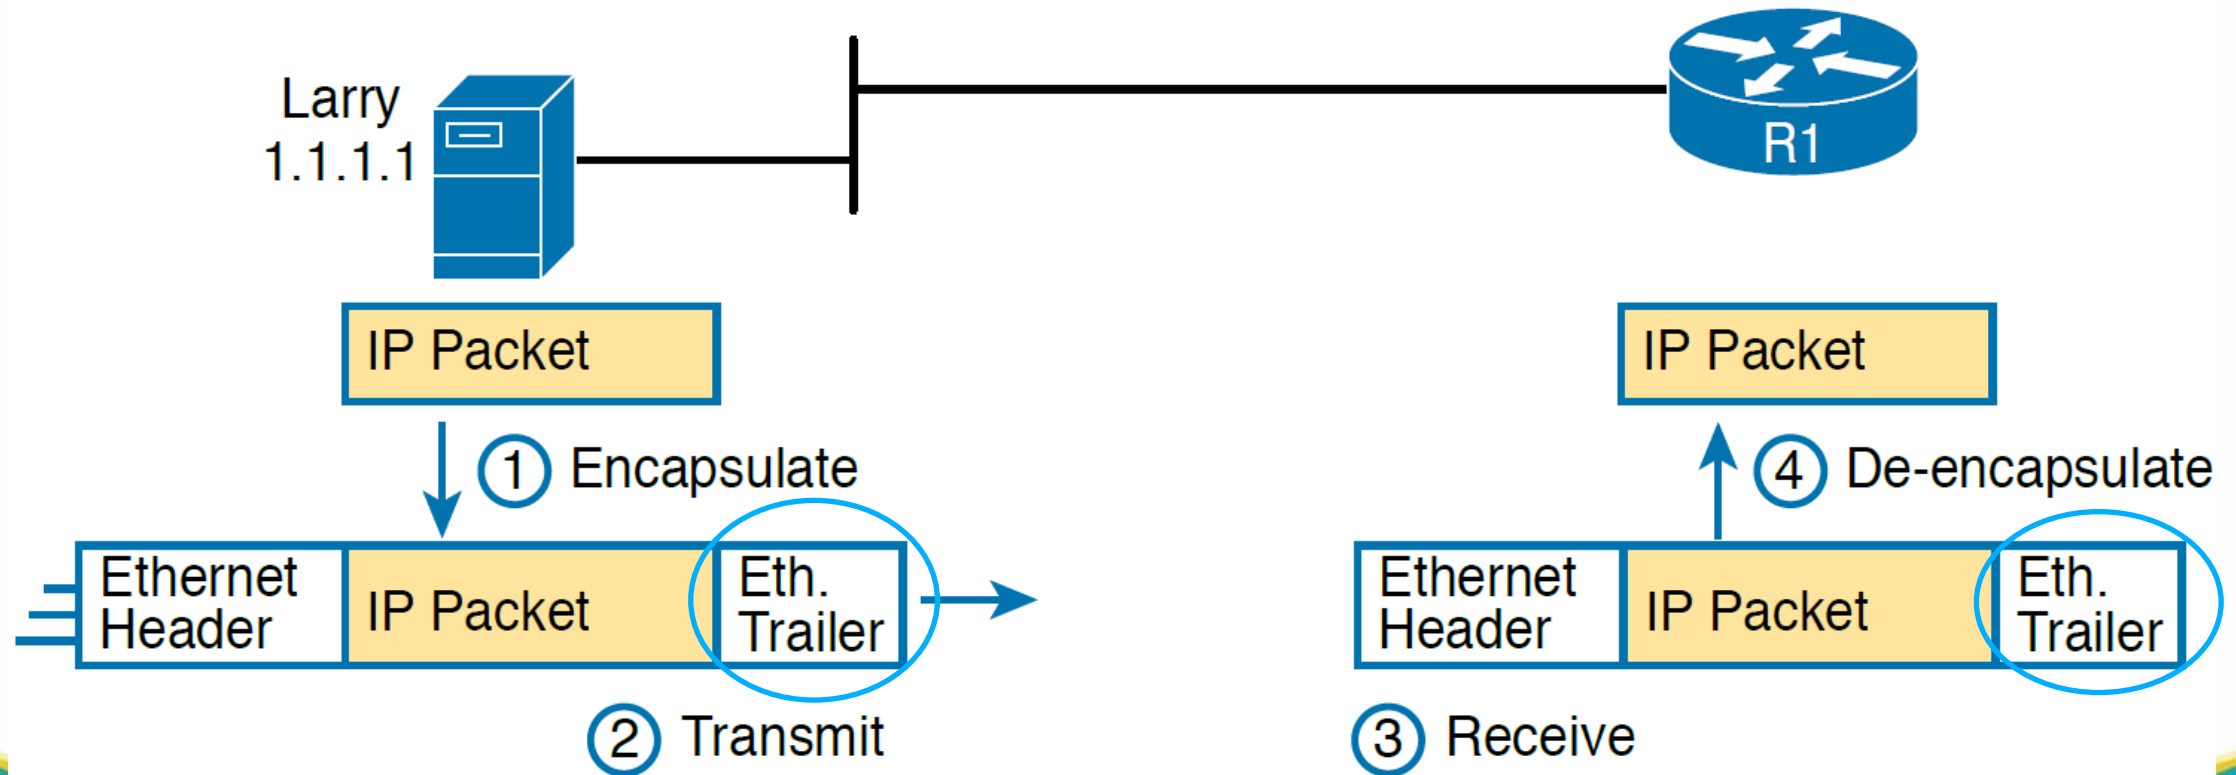 Larry
1.1.1.1
R1
IP Packet
IP Packet
1 Encapsulate
4 De-encapsulate
Ethernet
Header
IP Packet
Eth.
Trailer
Ethernet
Header
IP Packet
Eth.
Trailer
2 Transmit
3 Receive